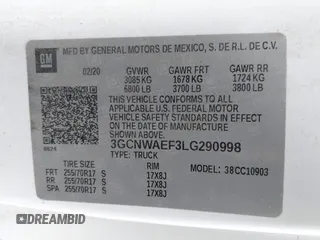 GM
MFD BY GENERAL MOTORS DE MEXICO, S. DE R.L. DE C.V.
02/20 GVWR GAWR FRT GAWR RR
3085 KG 1678 KG 1724 KG
6800 LB 3700 LB 3800 LB
THIS VEHICLE CONFORMS TO ALL APPLICABLE U.S. FEDERAL MOTOR
VEHICLE SAFETY STANDARDS IN EFFECT ON THE DATE OF
MANUFACTURE SHOWN ABOVE.
3GCNWAEF3LG290998
TYPE: TRUCK MODEL: 38CC10903
TIRE SIZE RIM
FRT 255/70R17 S 17X8J
RR 255/70R17 S 17X8J
SPA 255/70R17 S 17X8J
DREAMBID
DREAMBID.COM